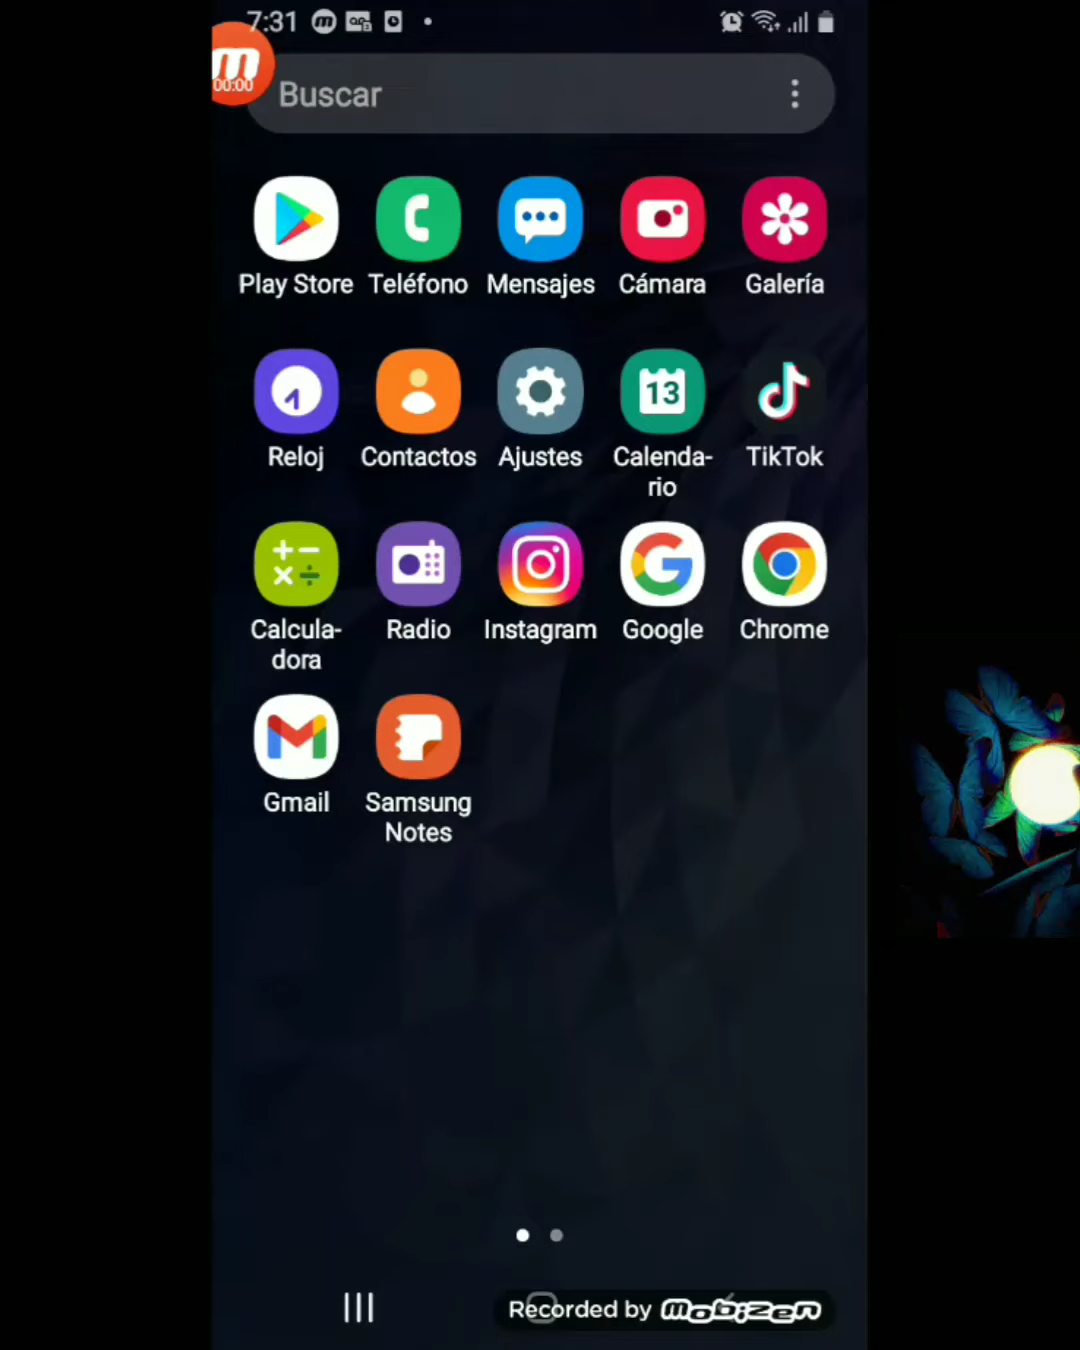 7:31
00:00
Buscar
Play Store
Teléfono
Mensajes
Cámara
Galería
Reloj
Contactos
Ajustes
13
Calenda-
rio
TikTok
Calcula-
dora
Radio
Instagram
Google
Chrome
Gmail
Samsung
Notes
Recorded by mobizen